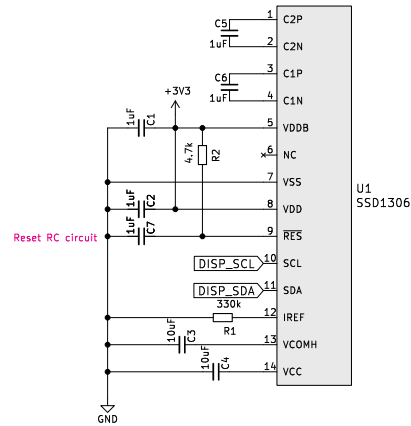 C5
1uF
1 C2P
2 C2N
C6
1uF
3 C1P
4 C1N
+3V3
1uF C1
5 VDDB
4.7k R2
6 NC
7 VSS
U1
SSD1306
1uF C2
8 VDD
1uF C7
9 RES
Reset RC circuit
DISP_SCL 10 SCL
DISP_SDA 11 SDA
330k
R1
12 IREF
10uF C3
13 VCOMH
10uF C4
14 VCC
GND